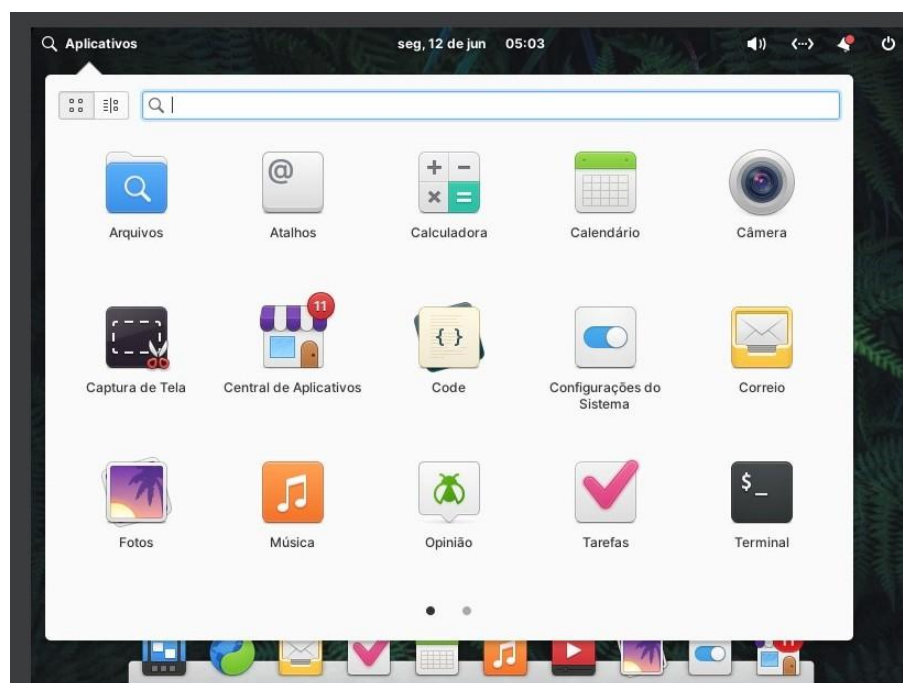 Aplicativos
seg, 12 de jun 05:03
@
Arquivos
Atalhos
Calculadora
Calendário
Câmera
11
{ }
Captura de Tela
Central de Aplicativos
Code
Configurações do
Sistema
Correio
$_
Fotos
Música
Opinião
Tarefas
Terminal
11